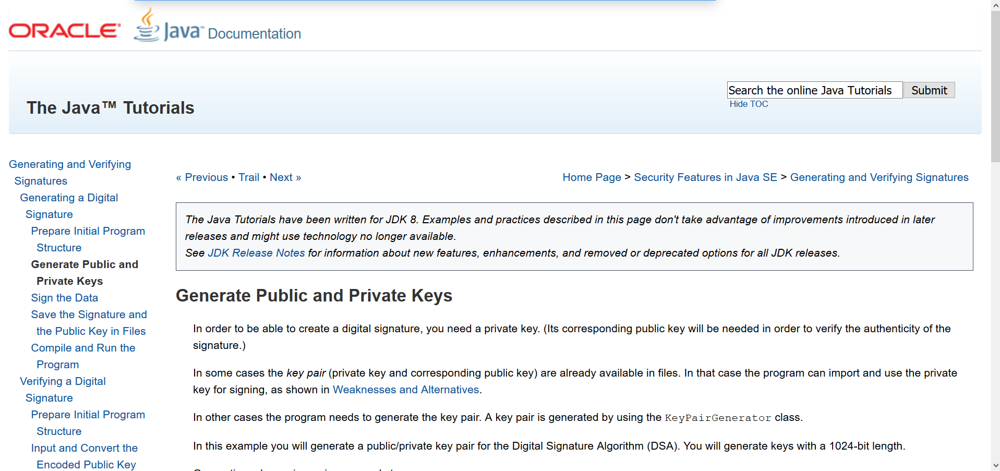 ORACLE® Java™ Documentation
The Java™ Tutorials
Search the online Java Tutorials Submit
Hide TOC
Generating and Verifying
Signatures
Generating a Digital
Signature
Prepare Initial Program
Structure
Generate Public and
Private Keys
Sign the Data
Save the Signature and
the Public Key in Files
Compile and Run the
Program
Verifying a Digital
Signature
Prepare Initial Program
Structure
Input and Convert the
Encoded Public Key
« Previous • Trail • Next »
Home Page > Security Features in Java SE > Generating and Verifying Signatures
The Java Tutorials have been written for JDK 8. Examples and practices described in this page don't take advantage of improvements introduced in later
releases and might use technology no longer available.
See JDK Release Notes for information about new features, enhancements, and removed or deprecated options for all JDK releases.
Generate Public and Private Keys
In order to be able to create a digital signature, you need a private key. (Its corresponding public key will be needed in order to verify the authenticity of the
signature.)
In some cases the key pair (private key and corresponding public key) are already available in files. In that case the program can import and use the private
key for signing, as shown in Weaknesses and Alternatives.
In other cases the program needs to generate the key pair. A key pair is generated by using the KeyPairGenerator class.
In this example you will generate a public/private key pair for the Digital Signature Algorithm (DSA). You will generate keys with a 1024-bit length.